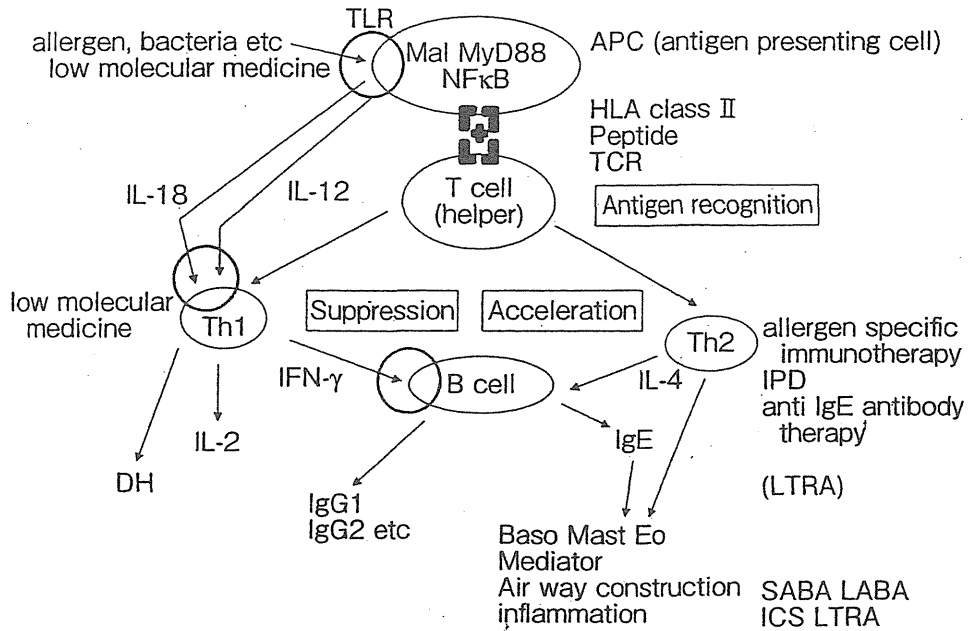 TLR
allergen, bacteria etc
low molecular medicine
Mal MyD88
NFκB
APC (antigen presenting cell)
HLA class II
Peptide
TCR
IL-18
IL-12
T cell
(helper)
Antigen recognition
low molecular
medicine
Th1
Suppression
Acceleration
Th2
allergen specific
immunotherapy
IPD
anti IgE antibody
therapy
(LTRA)
IFN-γ
B cell
IL-4
IL-2
IgE
DH
IgG1
IgG2 etc
Baso Mast Eo
Mediator
Air way construction
inflammation
SABA LABA
ICS LTRA